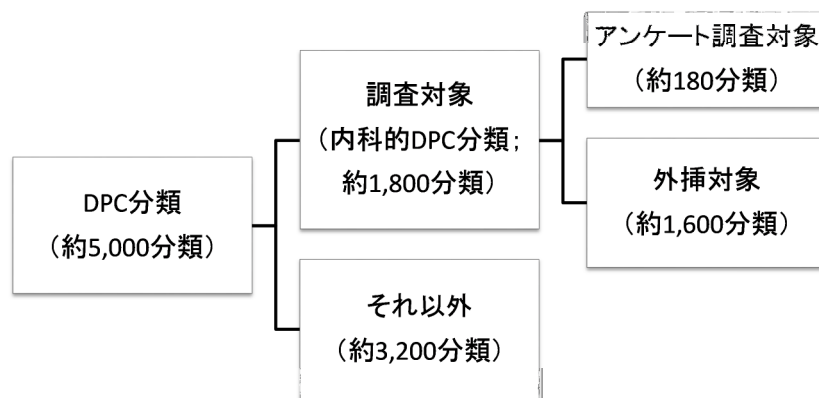 DPC分類
（約5,000分類）
調査対象
（内科的DPC分類；
約1,800分類）
それ以外
（約3,200分類）
アンケート調査対象
（約180分類）
外挿対象
（約1,600分類）